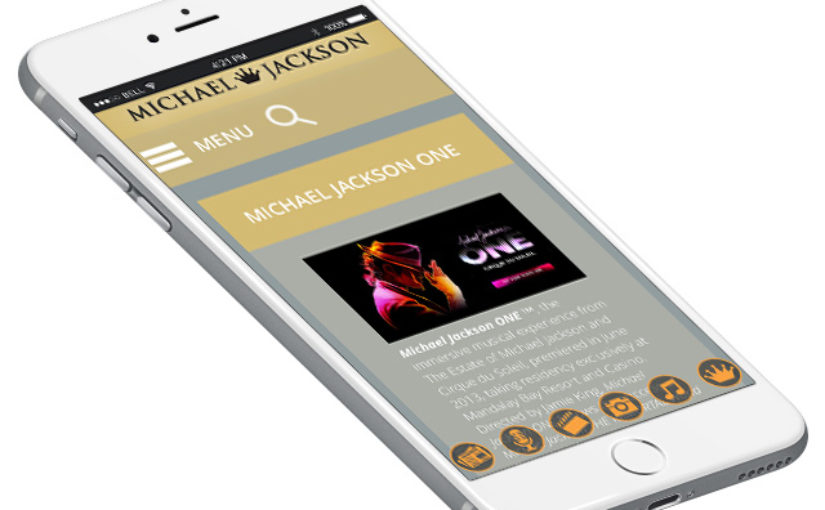 BELL
4:21 PM
100%
MICHAEL JACKSON
MENU
MICHAEL JACKSON ONE
Michael Jackson
ONE
CIRQUE DU SOLEIL
Michael Jackson ONE ™, the
immersive musical experience from
The Estate of Michael Jackson and
Cirque du Soleil, premiered in June
2013, taking residency exclusively at
Mandalay Bay Resort and Casino
Directed by Jamie King, Michael